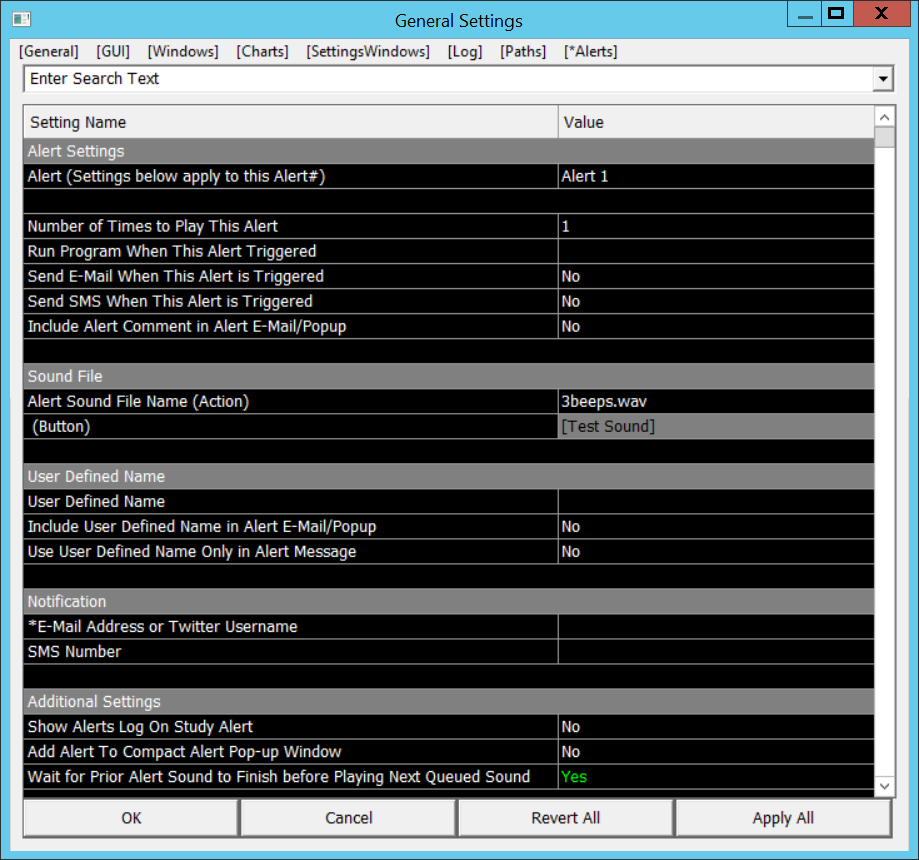 General Settings
[General] [GUI] [Windows] [Charts] [SettingsWindows] [Log] [Paths] [*Alerts]
Enter Search Text
Setting Name Value
Alert Settings
Alert (Settings below apply to this Alert#) Alert 1
Number of Times to Play This Alert 1
Run Program When This Alert Triggered
Send E-Mail When This Alert is Triggered No
Send SMS When This Alert is Triggered No
Include Alert Comment in Alert E-Mail/Popup No
Sound File
Alert Sound File Name (Action) 3beeps.wav
(Button) [Test Sound]
User Defined Name
User Defined Name
Include User Defined Name in Alert E-Mail/Popup No
Use User Defined Name Only in Alert Message No
Notification
*E-Mail Address or Twitter Username
SMS Number
Additional Settings
Show Alerts Log On Study Alert No
Add Alert To Compact Alert Pop-up Window No
Wait for Prior Alert Sound to Finish before Playing Next Queued Sound Yes
OK Cancel Revert All Apply All